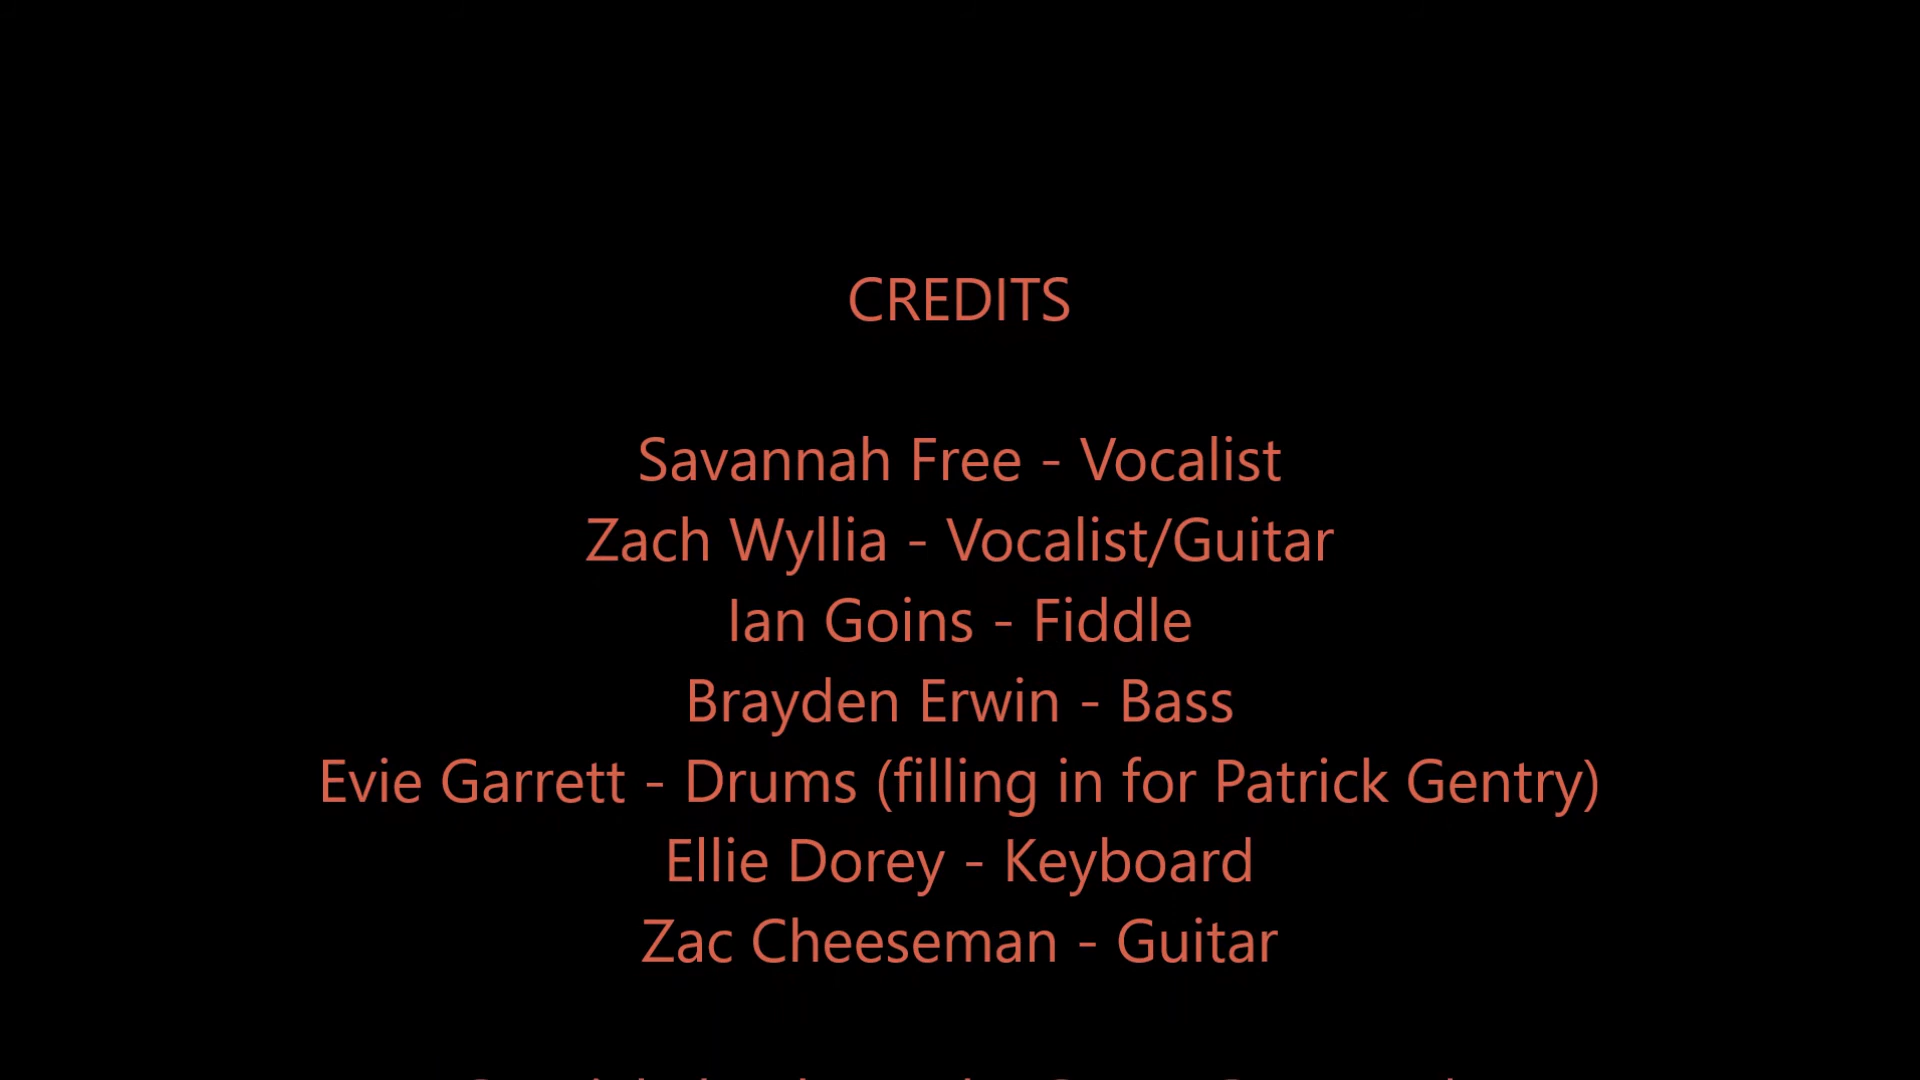 CREDITS
Savannah Free - Vocalist
Zach Wyllia - Vocalist/Guitar
Ian Goins - Fiddle
Brayden Erwin - Bass
Evie Garrett - Drums (filling in for Patrick Gentry)
Ellie Dorey - Keyboard
Zac Cheeseman - Guitar